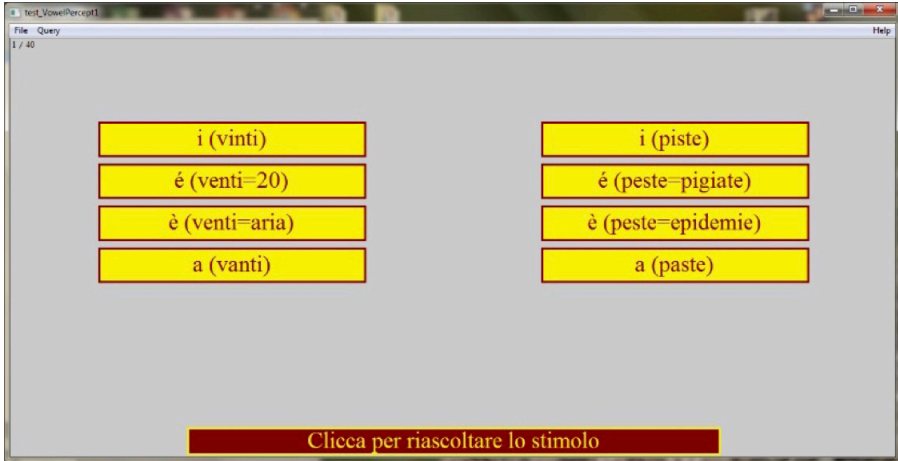 test_VowelPercept1
File Query Help
1 / 40
i (vinti)
é (venti=20)
è (venti=aria)
a (vanti)
i (piste)
é (peste=pigiate)
è (peste=epidemie)
a (paste)
Clicca per riascoltare lo stimolo